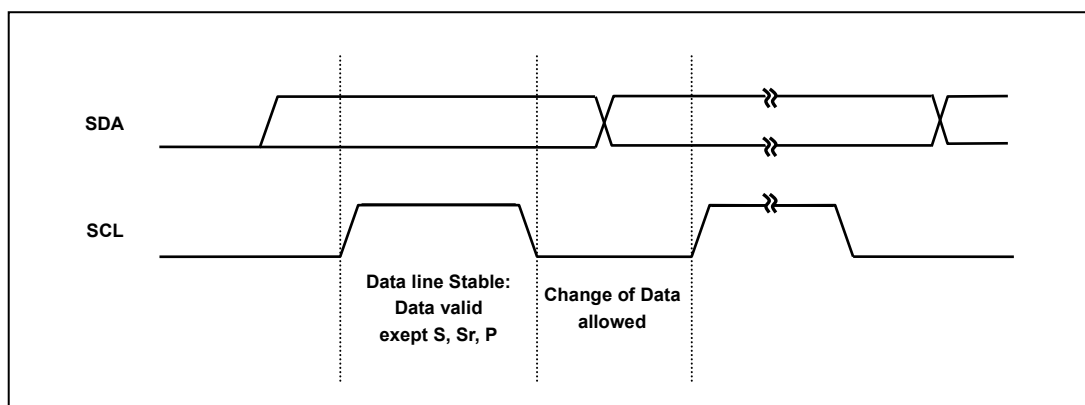 SDA
SCL
Data line Stable:
Data valid
exept S, Sr, P
Change of Data
allowed